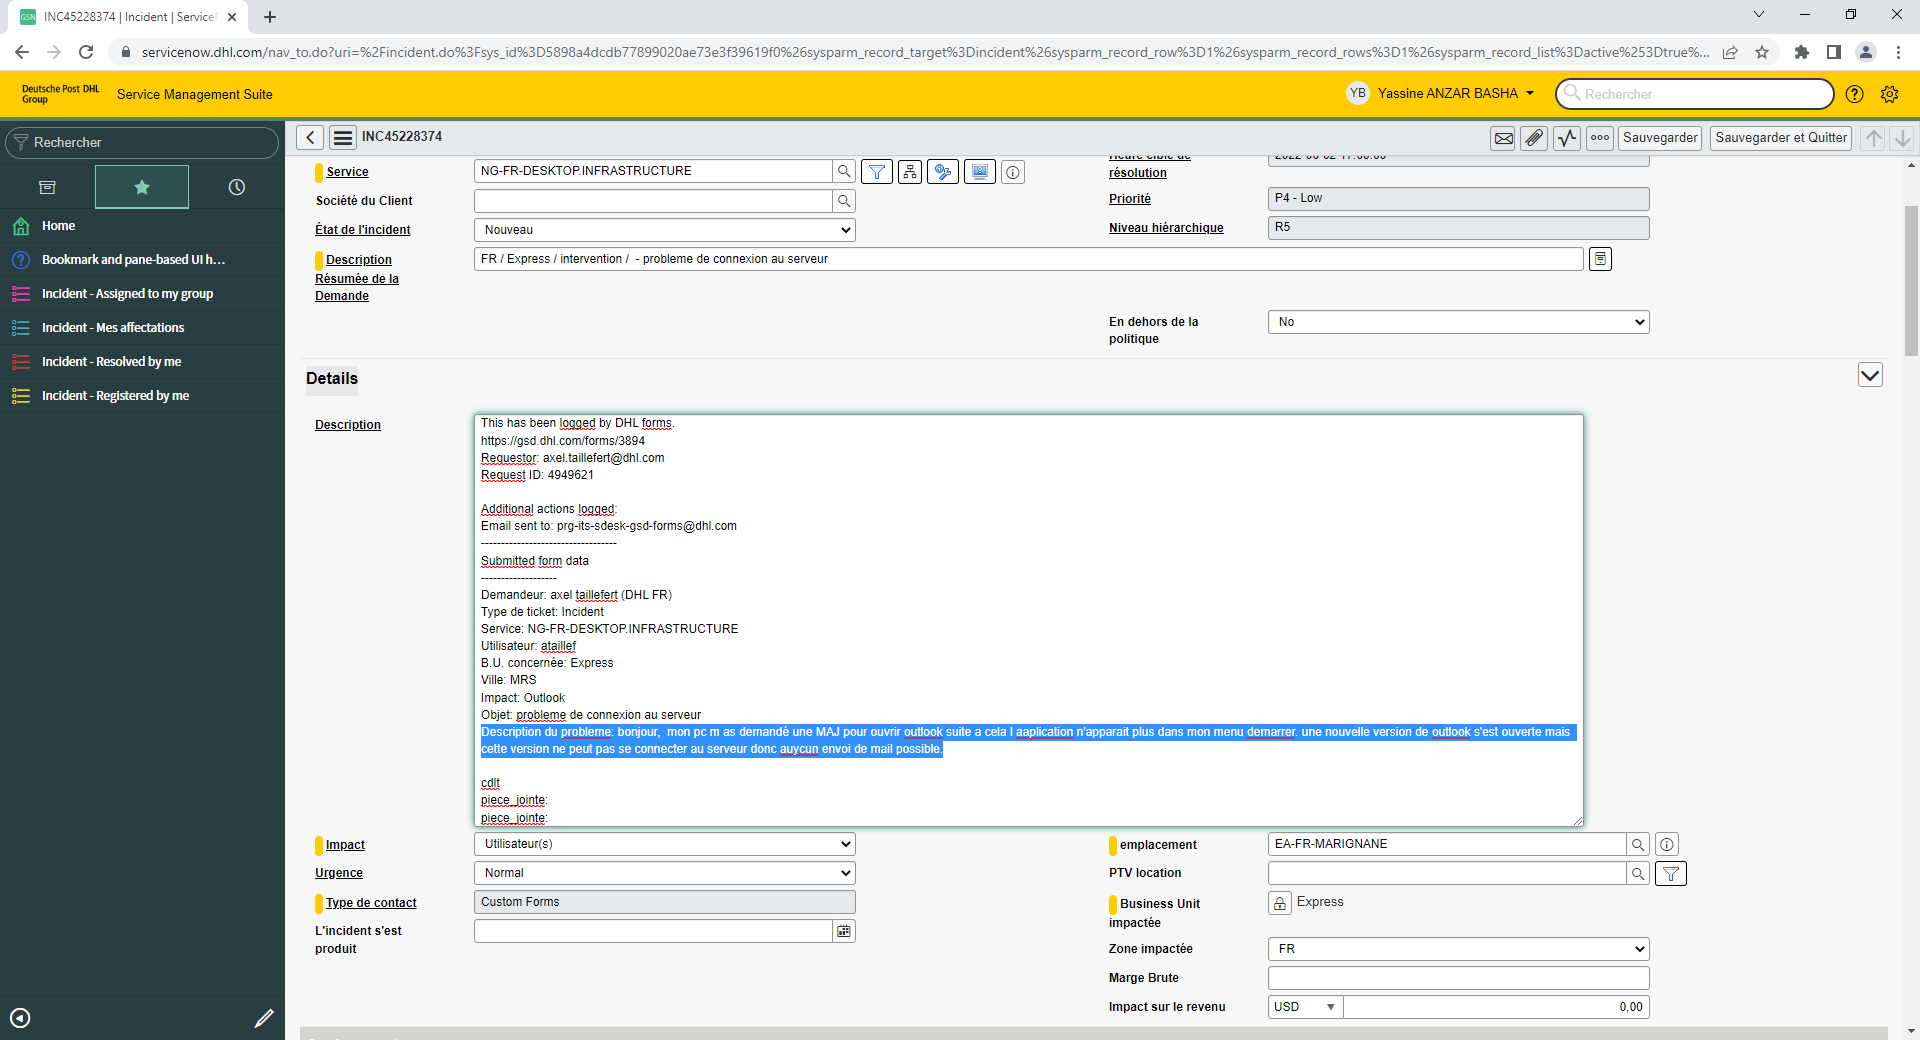 INC45228374 | Incident | Service
servicenow.dhl.com/nav_to.do?uri=%2Fincident.do%3Fsys_id%3D5898a4dcdb77899020ae73e3f39619f0%26sysparm_record_target%3Dincident%26sysparm_record_row%3D1%26sysparm_record_rows%3D1%26sysparm_record_list%3Dactive%253Dtrue%...
Deutsche Post DHL
Group
Service Management Suite
YB
Yassine ANZAR BASHA
Rechercher
Rechercher
INC45228374
Sauvegarder
Sauvegarder et Quitter
Home
Bookmark and pane-based UI h...
Incident - Assigned to my group
Incident - Mes affectations
Incident - Resolved by me
Incident - Registered by me
Service
NG-FR-DESKTOP.INFRASTRUCTURE
Heure cible de
résolution
Société du Client
Priorité
P4 - Low
État de l'incident
Nouveau
Niveau hiérarchique
R5
Description
Résumée de la
Demande
FR / Express / intervention /  - probleme de connexion au serveur
En dehors de la
politique
No
Details
Description
This has been logged by DHL forms.
https://gsd.dhl.com/forms/3894
Requestor: axel.taillefert@dhl.com
Request ID: 4949621
Additional actions logged:
Email sent to: prg-its-sdesk-gsd-forms@dhl.com
----------------------------------
Submitted form data
-------------------
Demandeur: axel taillefert (DHL FR)
Type de ticket: Incident
Service: NG-FR-DESKTOP.INFRASTRUCTURE
Utilisateur: ataillef
B.U. concernée: Express
Ville: MRS
Impact: Outlook
Objet: probleme de connexion au serveur
Description du probleme: bonjour,  mon pc m as demandé une MAJ pour ouvrir outlook suite a cela l aaplication n'apparait plus dans mon menu demarrer. une nouvelle version de outlook s'est ouverte mais
cette version ne peut pas se connecter au serveur donc auycun envoi de mail possible.
cdlt
piece_jointe:
piece_jointe:
Impact
Utilisateur(s)
emplacement
EA-FR-MARIGNANE
Urgence
Normal
PTV location
Type de contact
Custom Forms
Business Unit
impactée
Express
L'incident s'est
produit
Zone impactée
FR
Marge Brute
Impact sur le revenu
USD
0,00